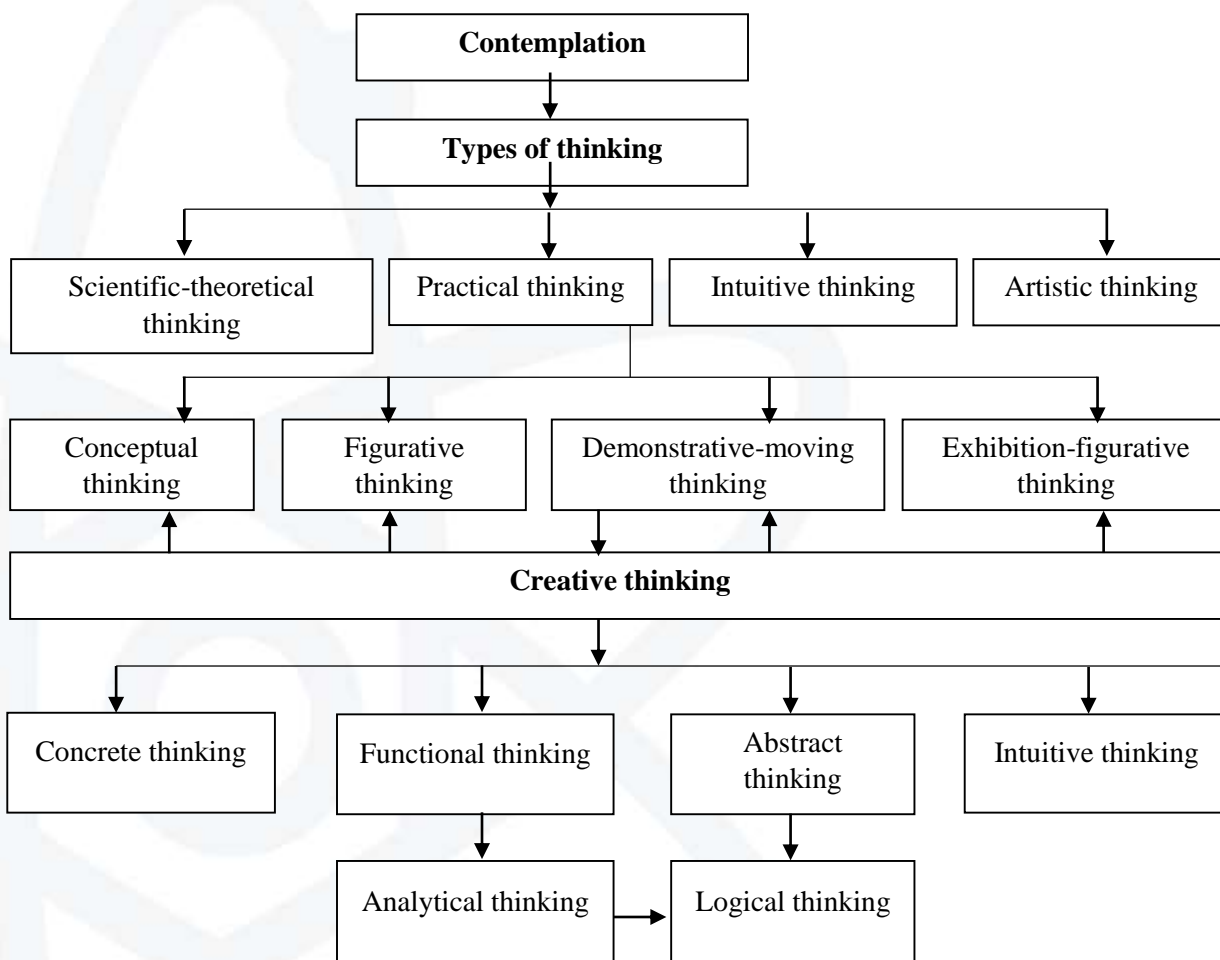 Contemplation
Types of thinking
Scientific-theoretical
thinking
Practical thinking
Intuitive thinking
Artistic thinking
Conceptual
thinking
Figurative
thinking
Demonstrative-moving
thinking
Exhibition-figurative
thinking
Creative thinking
Concrete thinking
Functional thinking
Abstract
thinking
Intuitive thinking
Analytical thinking
Logical thinking